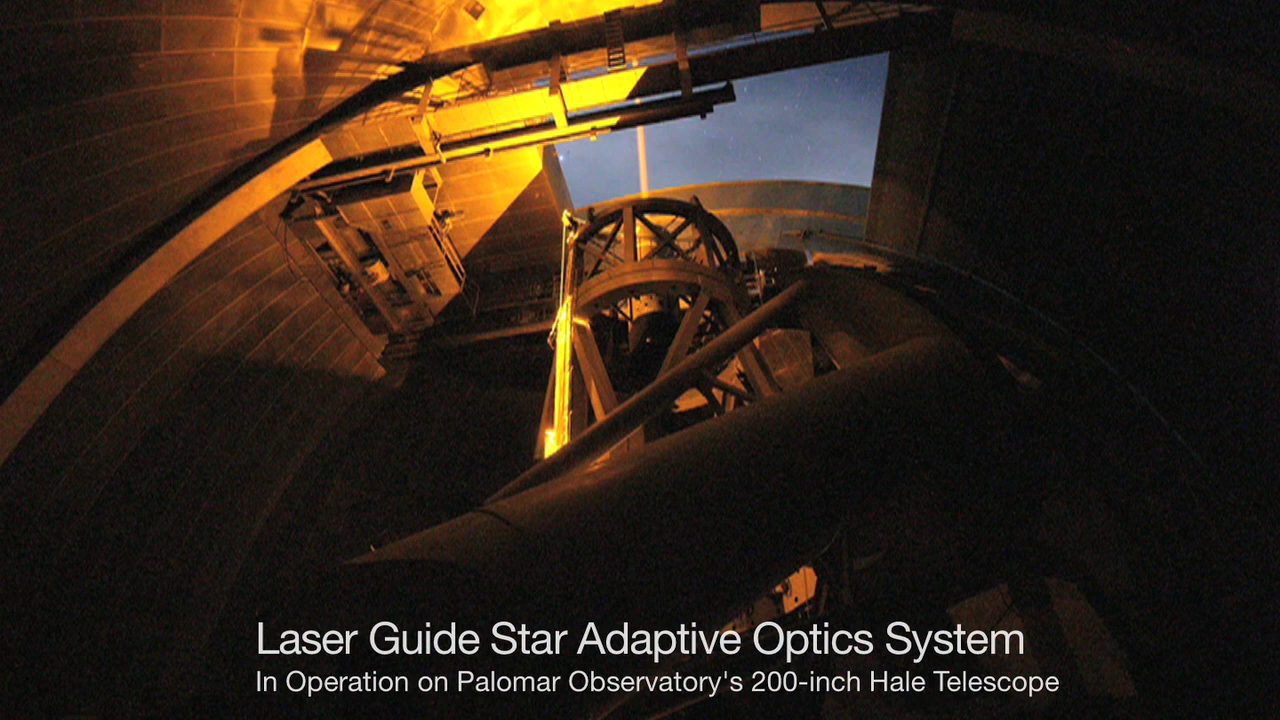 Laser Guide Star Adaptive Optics System
In Operation on Palomar Observatory's 200-inch Hale Telescope